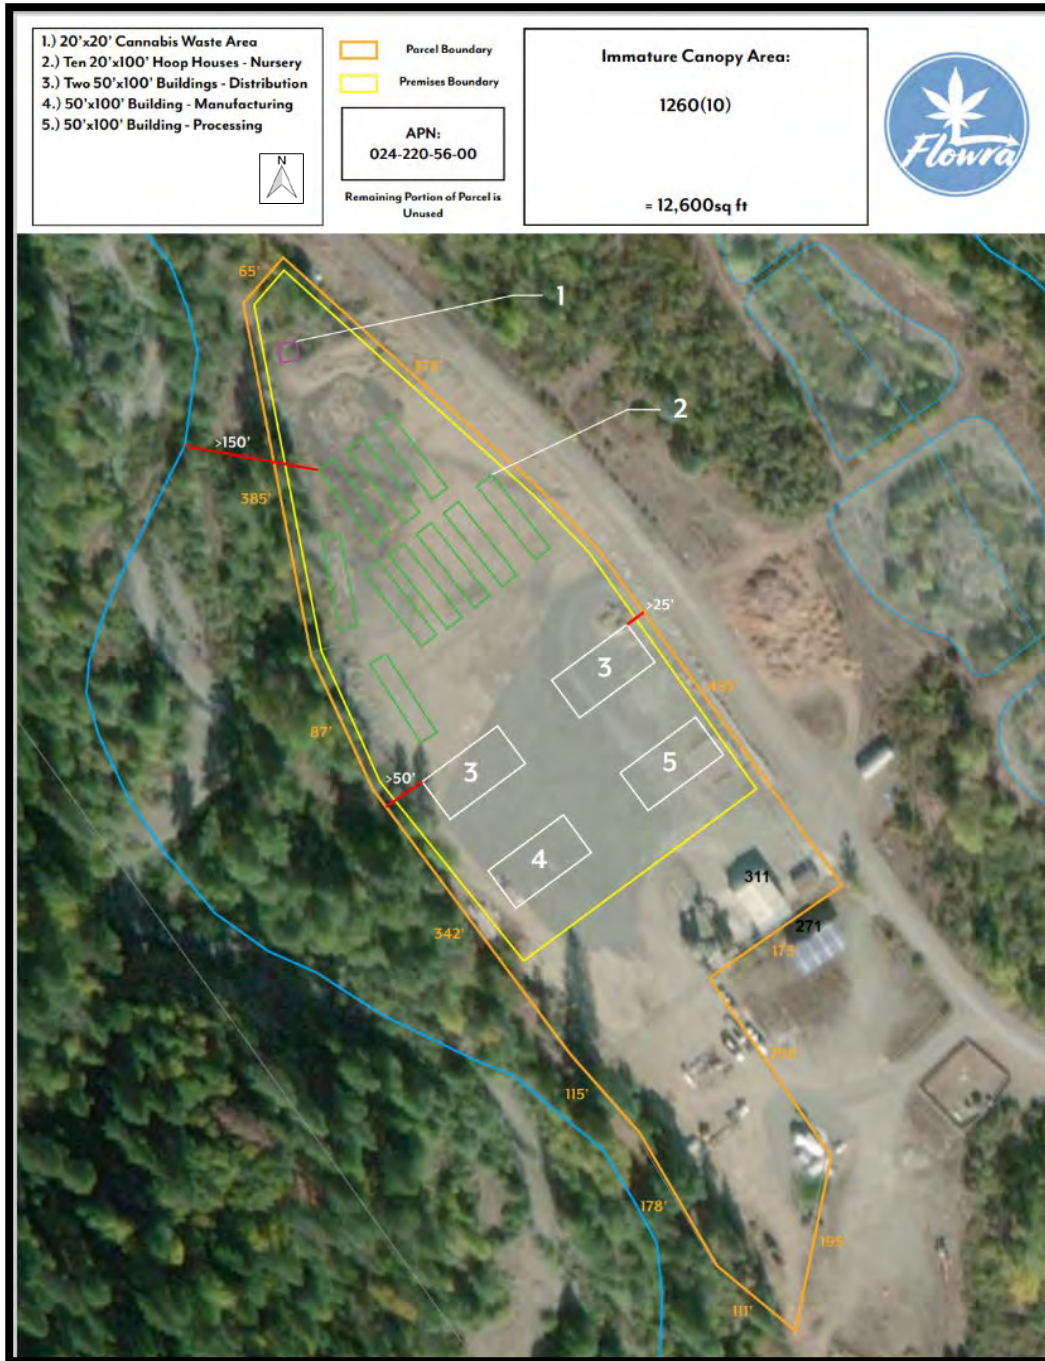 1.) 20'x20' Cannabis Waste Area
2.) Ten 20'x100' Hoop Houses - Nursery
3.) Two 50'x100' Buildings - Distribution
4.) 50'x100' Building - Manufacturing
5.) 50'x100' Building - Processing
N
Parcel Boundary
Premises Boundary
APN:
024-220-56-00
Remaining Portion of Parcel is
Unused
Immature Canopy Area:
1260(10)
= 12,600sq ft
Flowra
65'
1
2
>150'
385'
>25'
3
87'
>50'
3
5
4
311
271
342'
173'
115'
178'
195'
111'